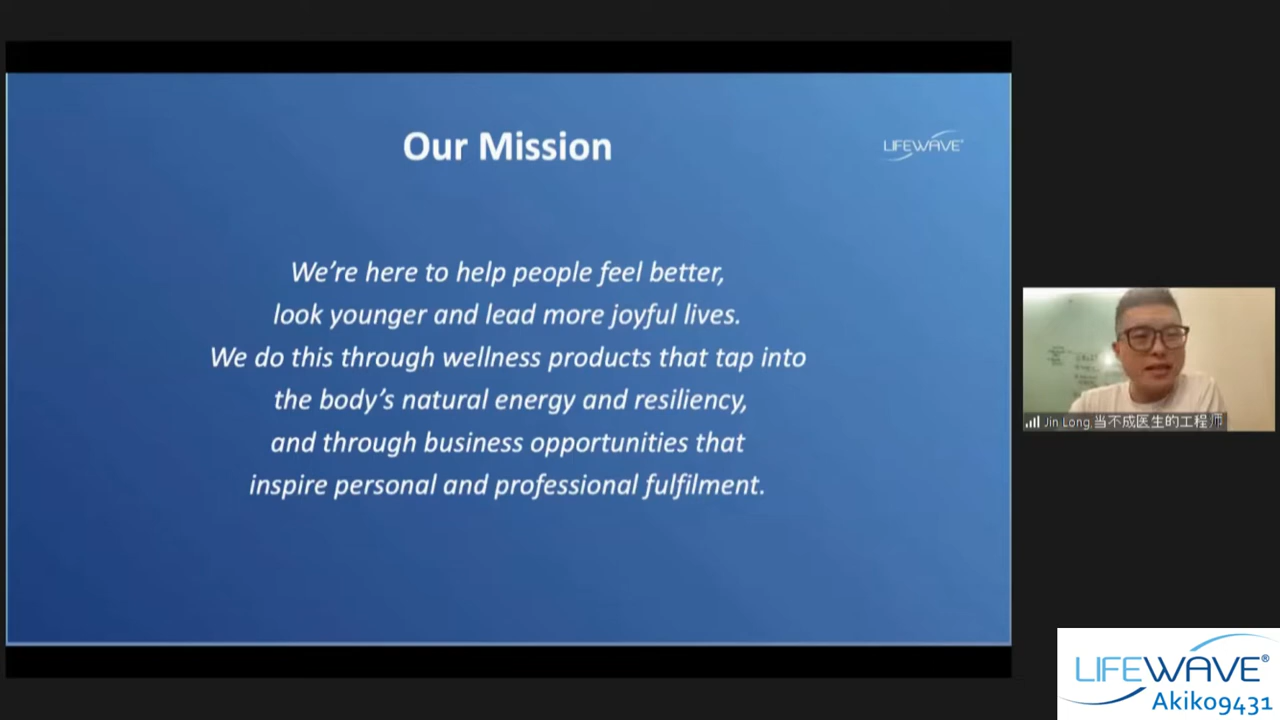 Our Mission
LIFEWAVE®
We’re here to help people feel better,
look younger and lead more joyful lives.
We do this through wellness products that tap into
the body’s natural energy and resiliency,
and through business opportunities that
inspire personal and professional fulfilment.
Jin Long 当不成医生的工程师
LIFEWAVE®
Akiko9431